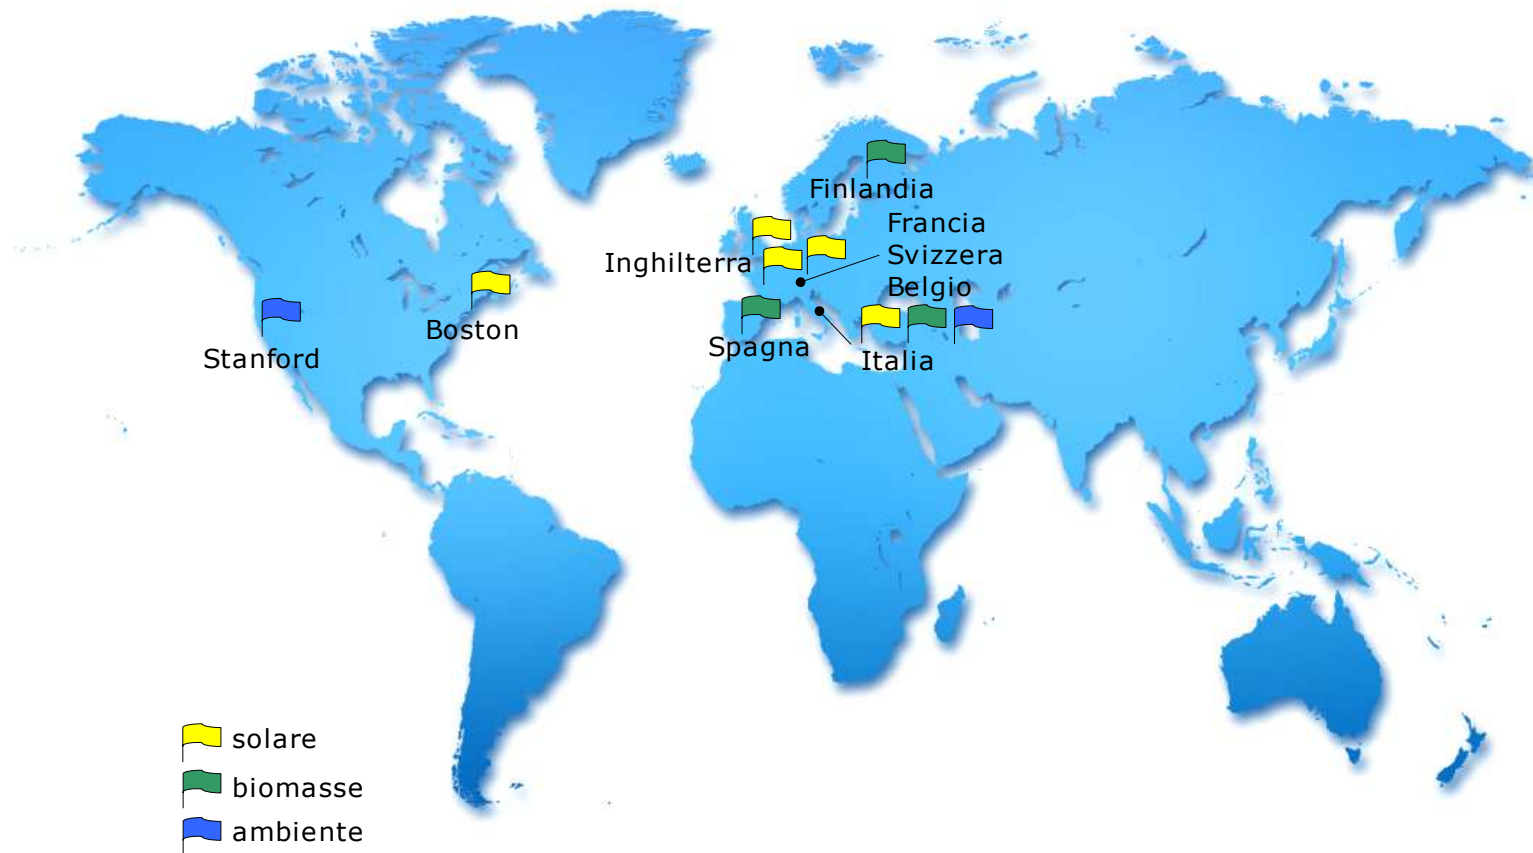 Finlandia
Francia
Svizzera
Belgio
Inghilterra
Boston
Stanford
Spagna
Italia
solare
biomasse
ambiente